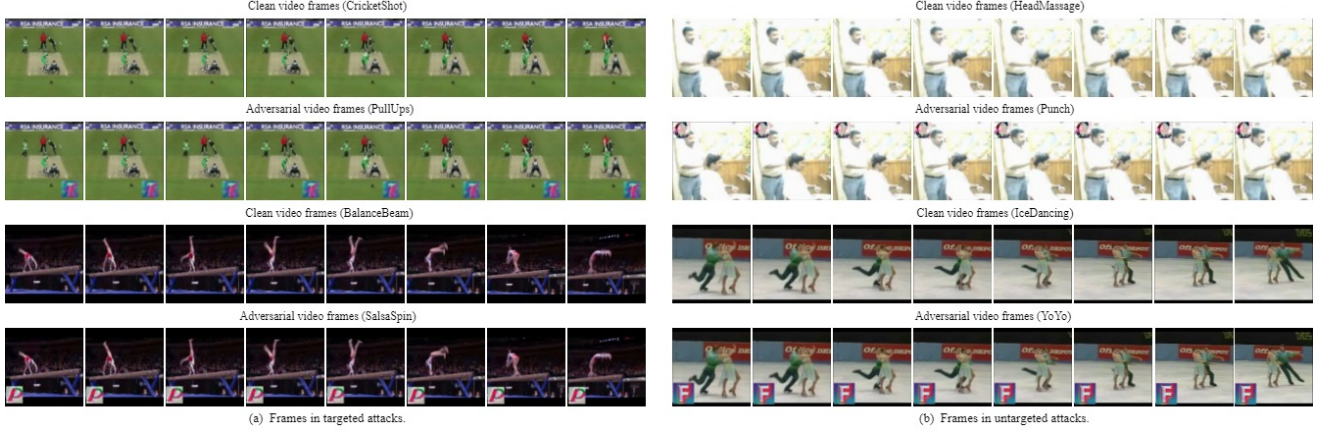 Clean video frames (CricketShot)
RSA INSURANCE
Adversarial video frames (PullUps)
RSA INSURANCE
Clean video frames (BalanceBeam)
Adversarial video frames (SalsaSpin)
P P P P P P P P
(a) Frames in targeted attacks.
Clean video frames (HeadMassage)
Adversarial video frames (Punch)
Clean video frames (IceDancing)
Adversarial video frames (YoYo)
F F F F F F F F
(b) Frames in untargeted attacks.